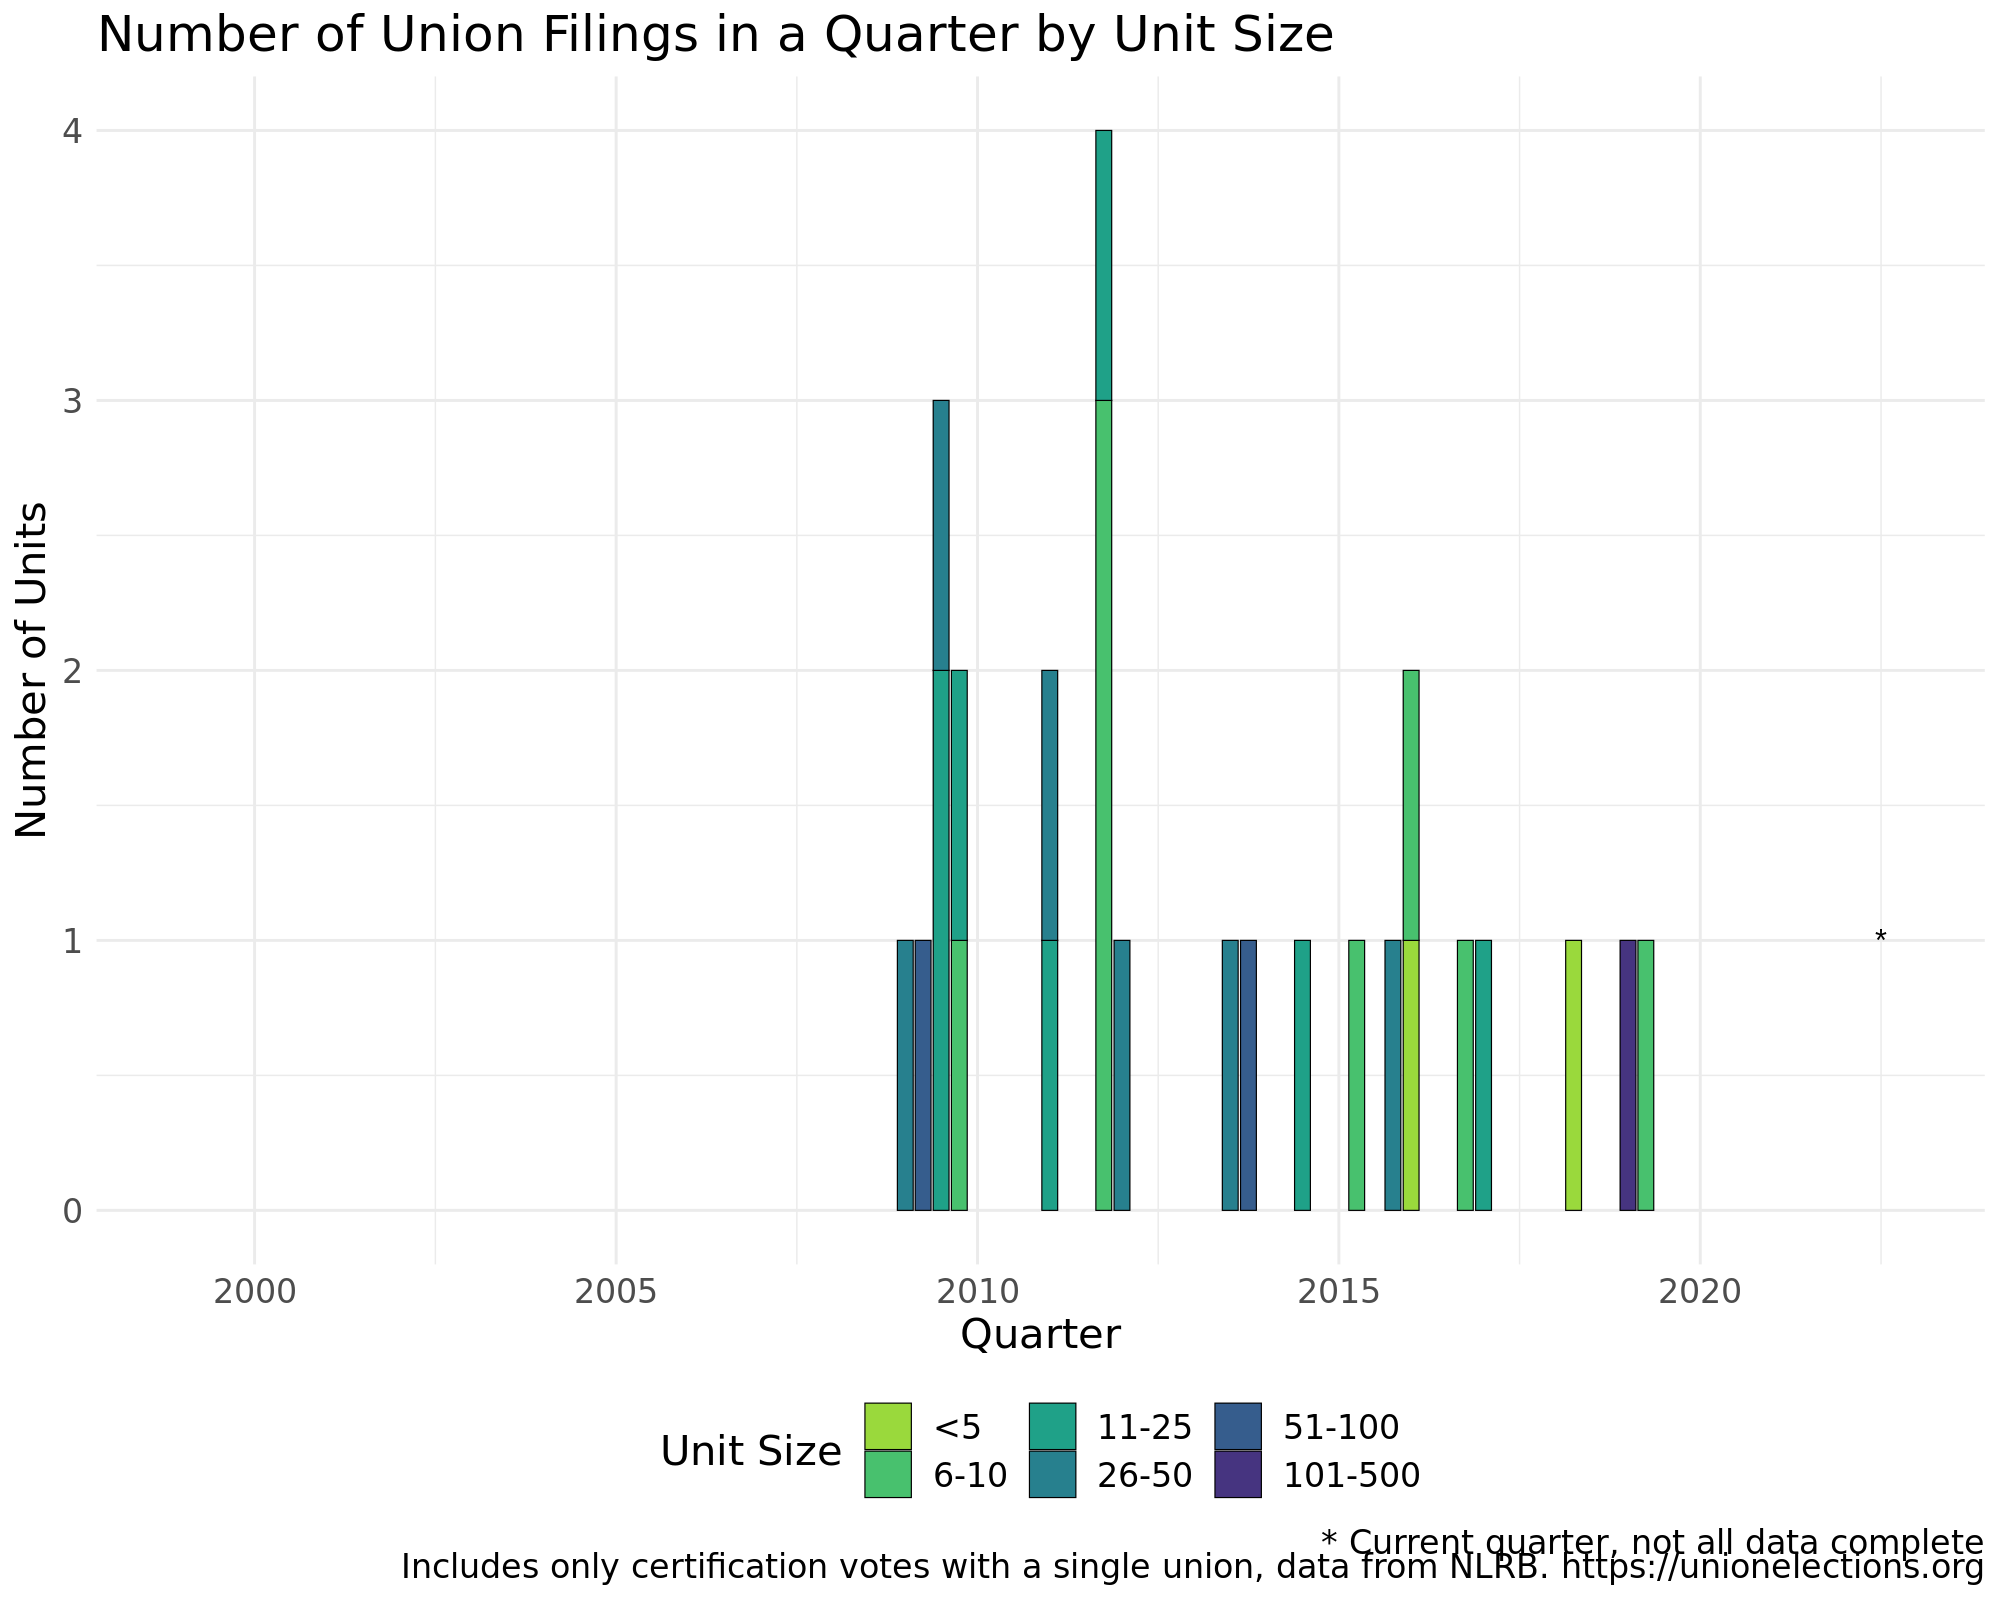 Number of Union Filings in a Quarter by Unit Size
Number of Units
4
3
2
1
0
*
2000 2005 2010 2015 2020
Quarter
Unit Size
<5 11-25 51-100
6-10 26-50 101-500
* Current quarter, not all data complete
Includes only certification votes with a single union, data from NLRB. https://unionelections.org